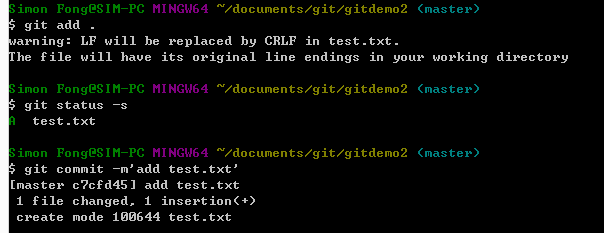 Simon Fong@SIM-PC MINGW64 ~/documents/git/gitdemo2 (master)
$ git add .
warning: LF will be replaced by CRLF in test.txt.
The file will have its original line endings in your working directory
Simon Fong@SIM-PC MINGW64 ~/documents/git/gitdemo2 (master)
$ git status -s
A  test.txt
Simon Fong@SIM-PC MINGW64 ~/documents/git/gitdemo2 (master)
$ git commit -m'add test.txt'
[master c7cfd45] add test.txt
 1 file changed, 1 insertion(+)
 create mode 100644 test.txt